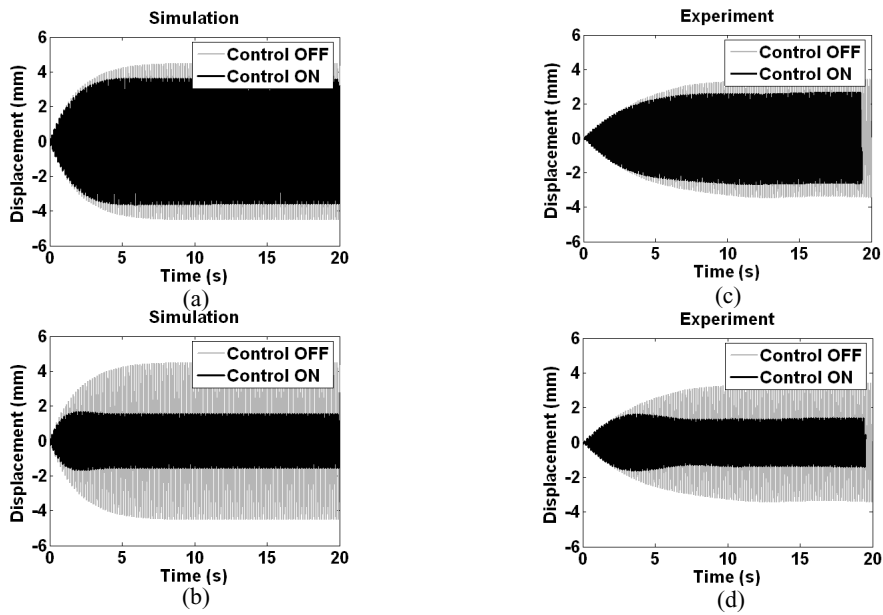 Simulation
Control OFF
Control ON
Displacement (mm)
6
4
2
0
-2
-4
-6
0 5 10 15 20
Time (s)
(a)
Experiment
Control OFF
Control ON
Displacement (mm)
6
4
2
0
-2
-4
-6
0 5 10 15 20
Time (s)
(c)
Simulation
Control OFF
Control ON
Displacement (mm)
6
4
2
0
-2
-4
-6
0 5 10 15 20
Time (s)
(b)
Experiment
Control OFF
Control ON
Displacement (mm)
6
4
2
0
-2
-4
-6
0 5 10 15 20
Time (s)
(d)